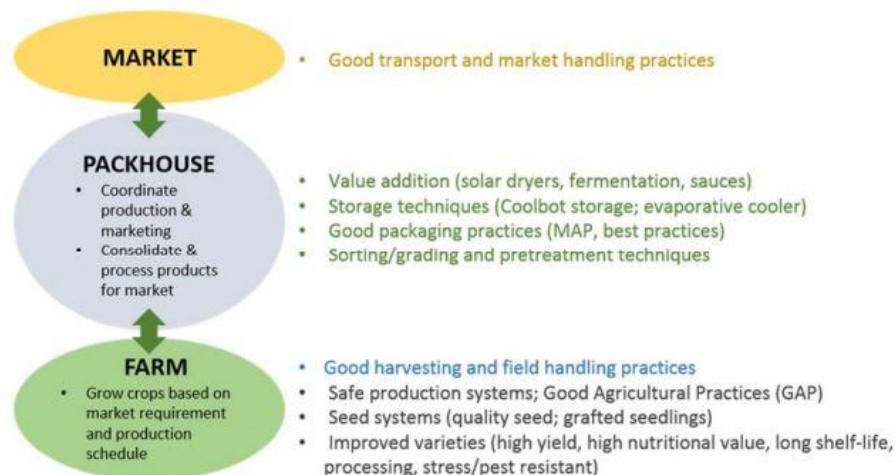 MARKET
• Good transport and market handling practices
PACKHOUSE
• Coordinate
production &
marketing
• Consolidate &
process products
for market
• Value addition (solar dryers, fermentation, sauces)
• Storage techniques (Coolbot storage; evaporative cooler)
• Good packaging practices (MAP, best practices)
• Sorting/grading and pretreatment techniques
FARM
• Grow crops based on
market requirement
and production
schedule
• Good harvesting and field handling practices
• Safe production systems; Good Agricultural Practices (GAP)
• Seed systems (quality seed; grafted seedlings)
• Improved varieties (high yield, high nutritional value, long shelf-life,
processing, stress/pest resistant)